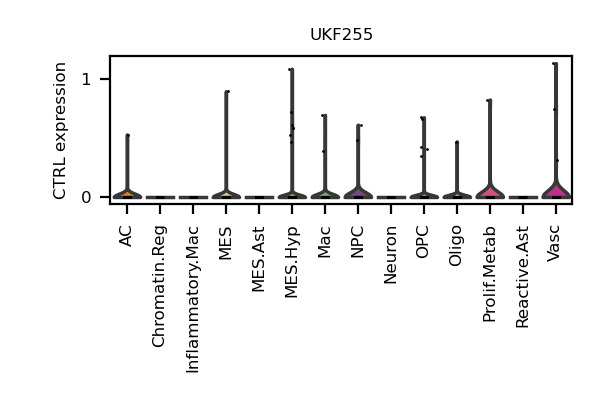 UKF255
CTRL expression
1
0
AC
Chromatin.Reg
Inflammatory.Mac
MES
MES.Ast
MES.Hyp
Mac
NPC
Neuron
OPC
Oligo
Prolif.Metab
Reactive.Ast
Vasc